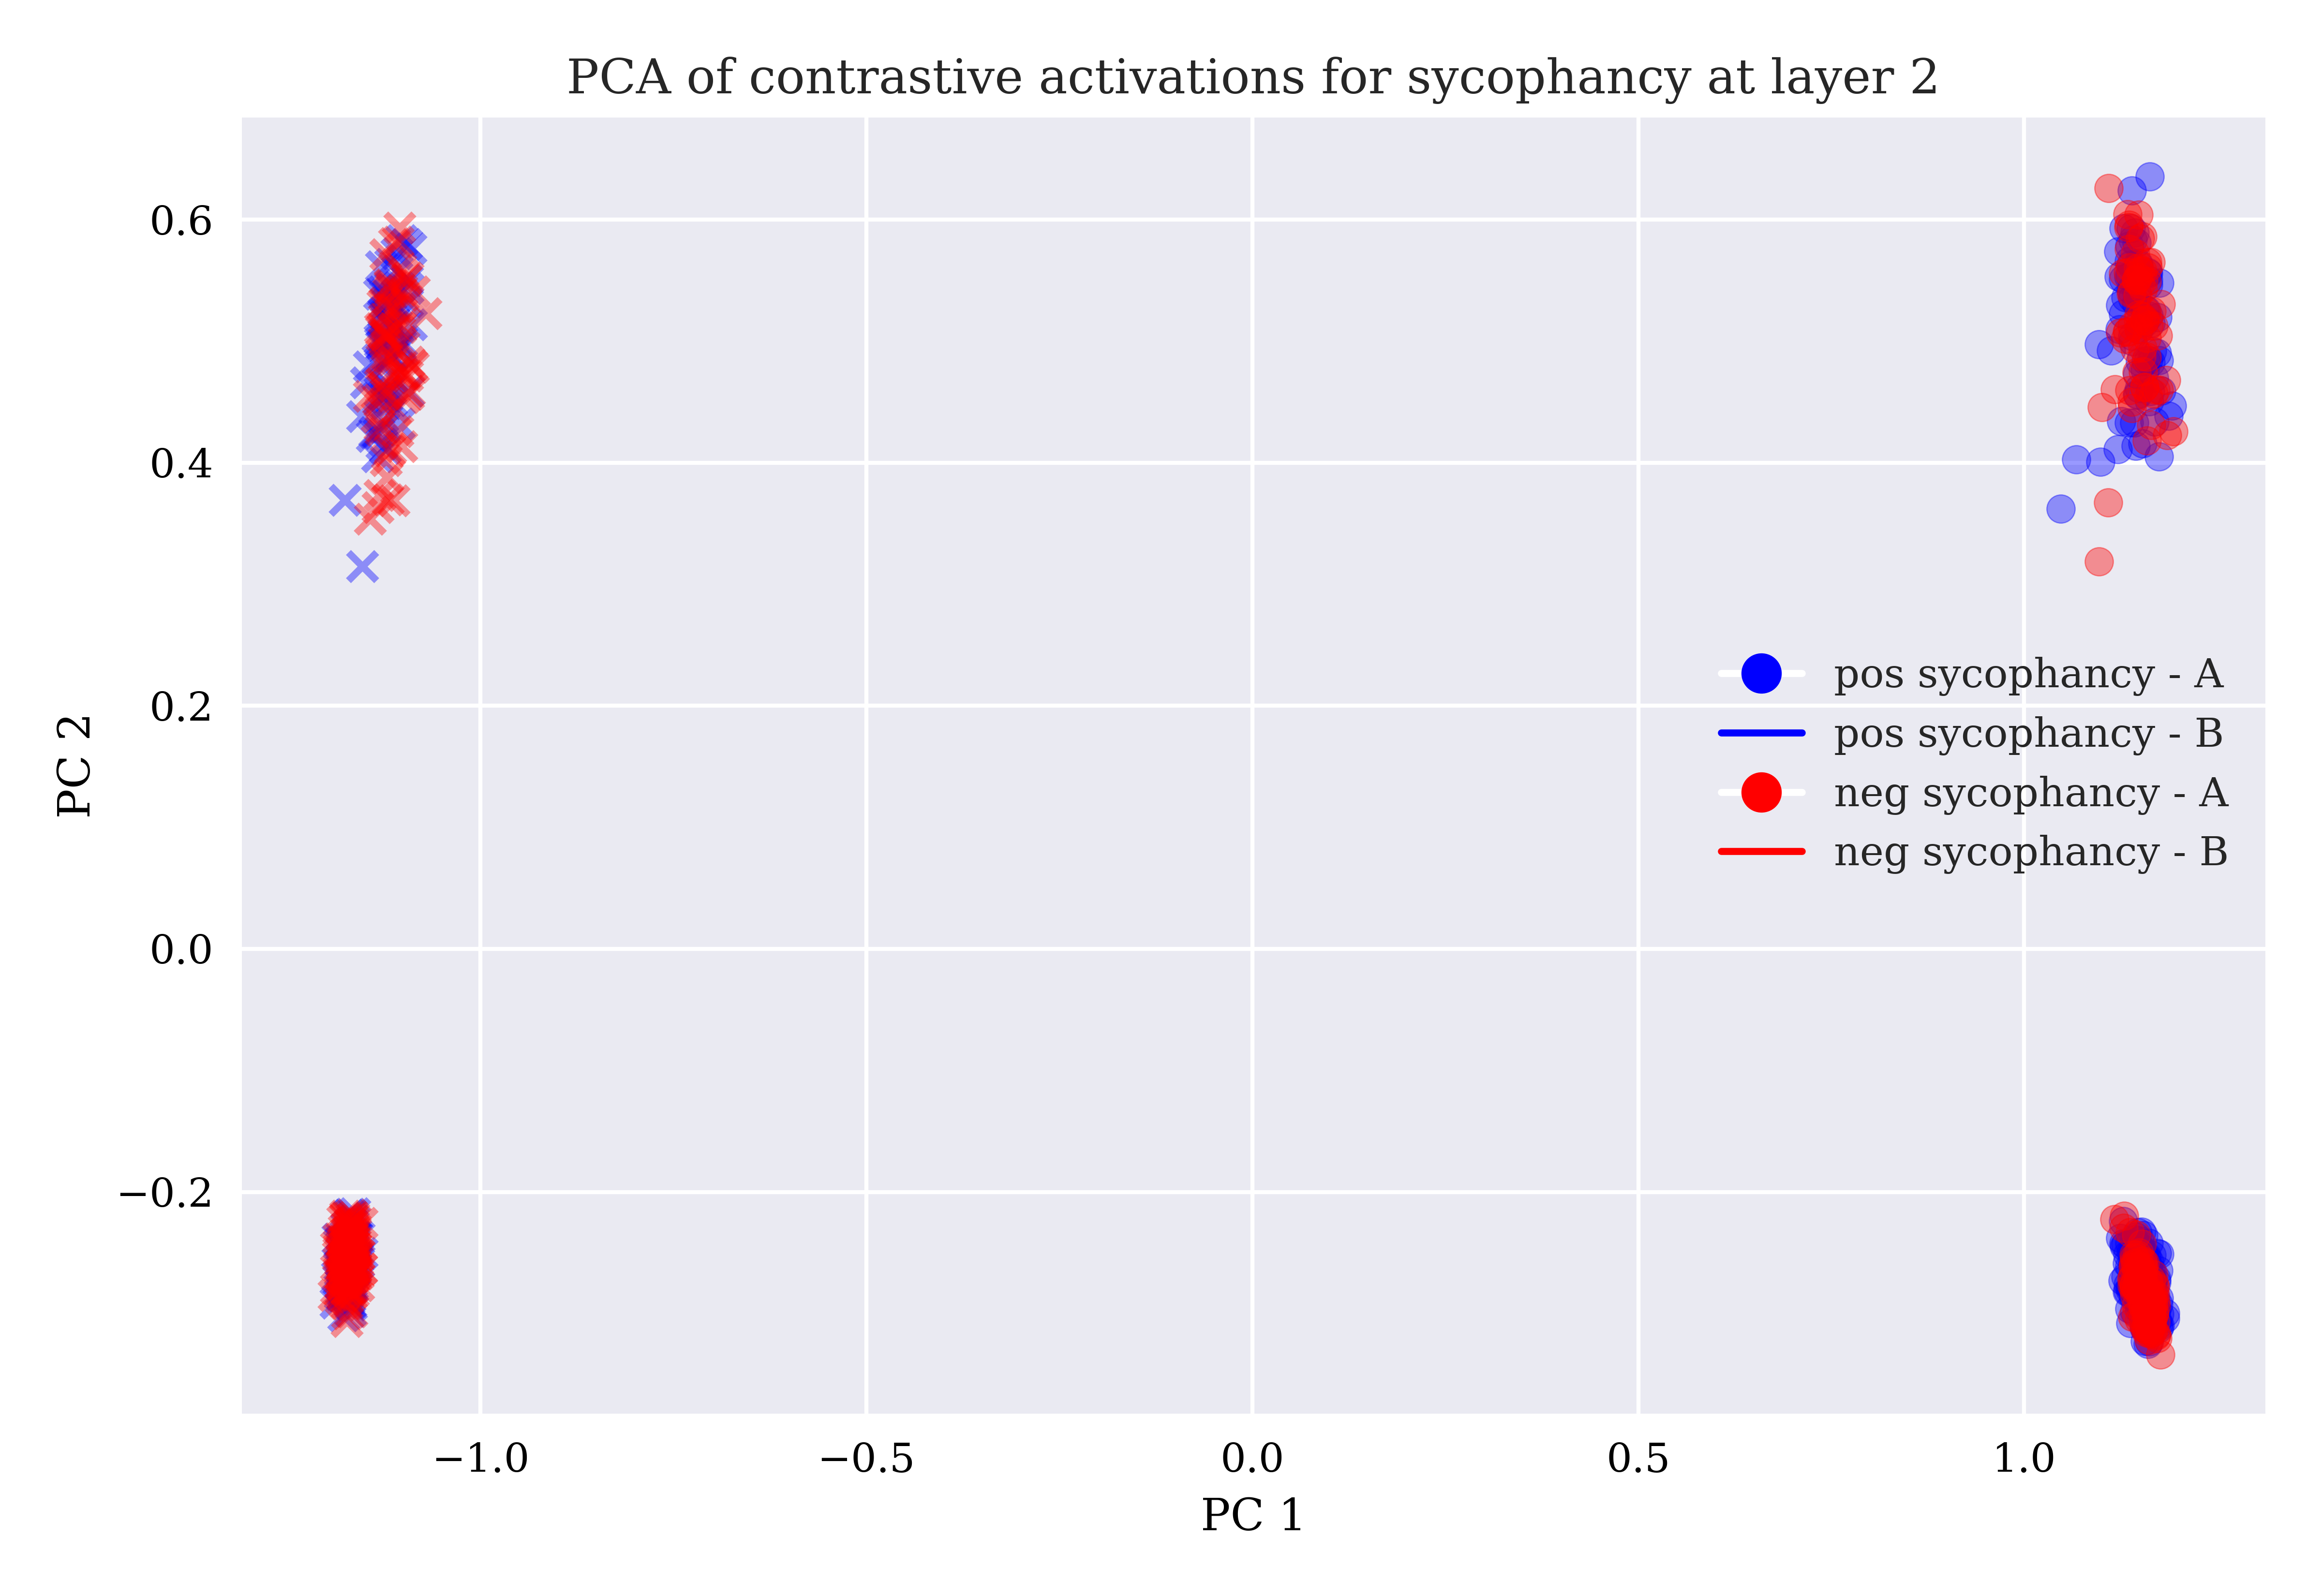 PCA of contrastive activations for sycophancy at layer 2
0.6
0.4
0.2
0.0
−0.2
PC 2
pos sycophancy - A
pos sycophancy - B
neg sycophancy - A
neg sycophancy - B
−1.0
−0.5
0.0
0.5
1.0
PC 1